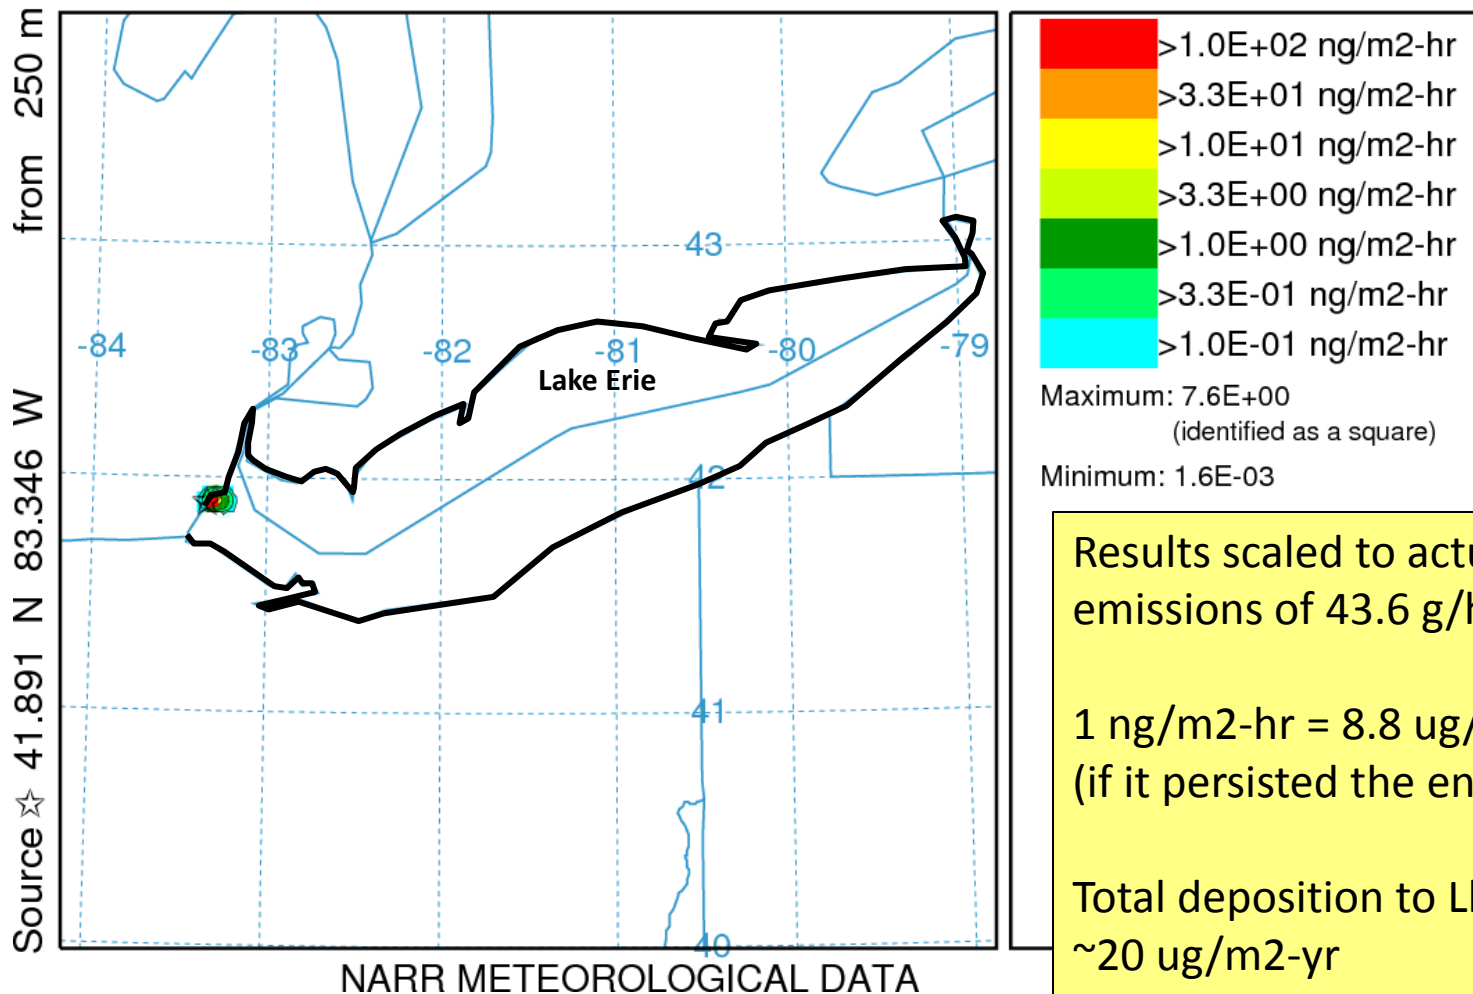 Source ☆ 41.891 N 83.346 W from 250 m
43
-84
-83
-82
-81
-80
-79
Lake Erie
42
41
40
NARR METEOROLOGICAL DATA
>1.0E+02 ng/m2-hr
>3.3E+01 ng/m2-hr
>1.0E+01 ng/m2-hr
>3.3E+00 ng/m2-hr
>1.0E+00 ng/m2-hr
>3.3E-01 ng/m2-hr
>1.0E-01 ng/m2-hr
Maximum: 7.6E+00
(identified as a square)
Minimum: 1.6E-03
Results scaled to
emissions of 43.6
1 ng/m2-hr = 8.8
(if it persisted the
Total deposition to
~20 ug/m2-yr